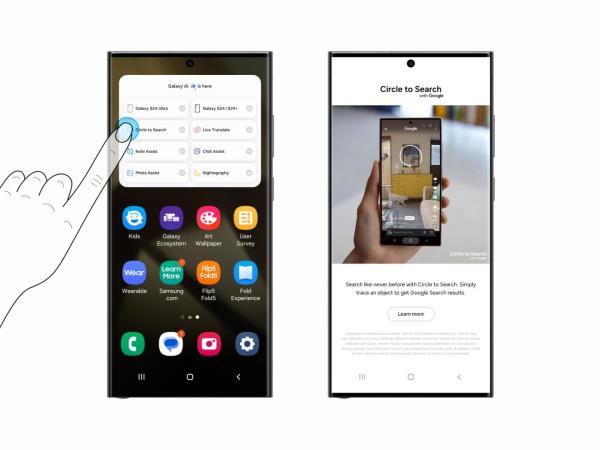 Galaxy AI is here
Galaxy S24 Ultra
Galaxy S24 | S24+
Circle to Search
Live Translate
Note Assist
Chat Assist
Photo Assist
Nightography
Kids
Galaxy
Ecosystem
Art
Wallpaper
User
Survey
Wear
Wearable
Learn
More
Samsung
.com
Flip5
Fold5
Flip5
Fold5
Fold
Experience
Circle to Search
with Google
Google
Circle to Search
with Google
Search like never before with Circle to Search. Simply
trace an object to get Google Search results.
Learn more